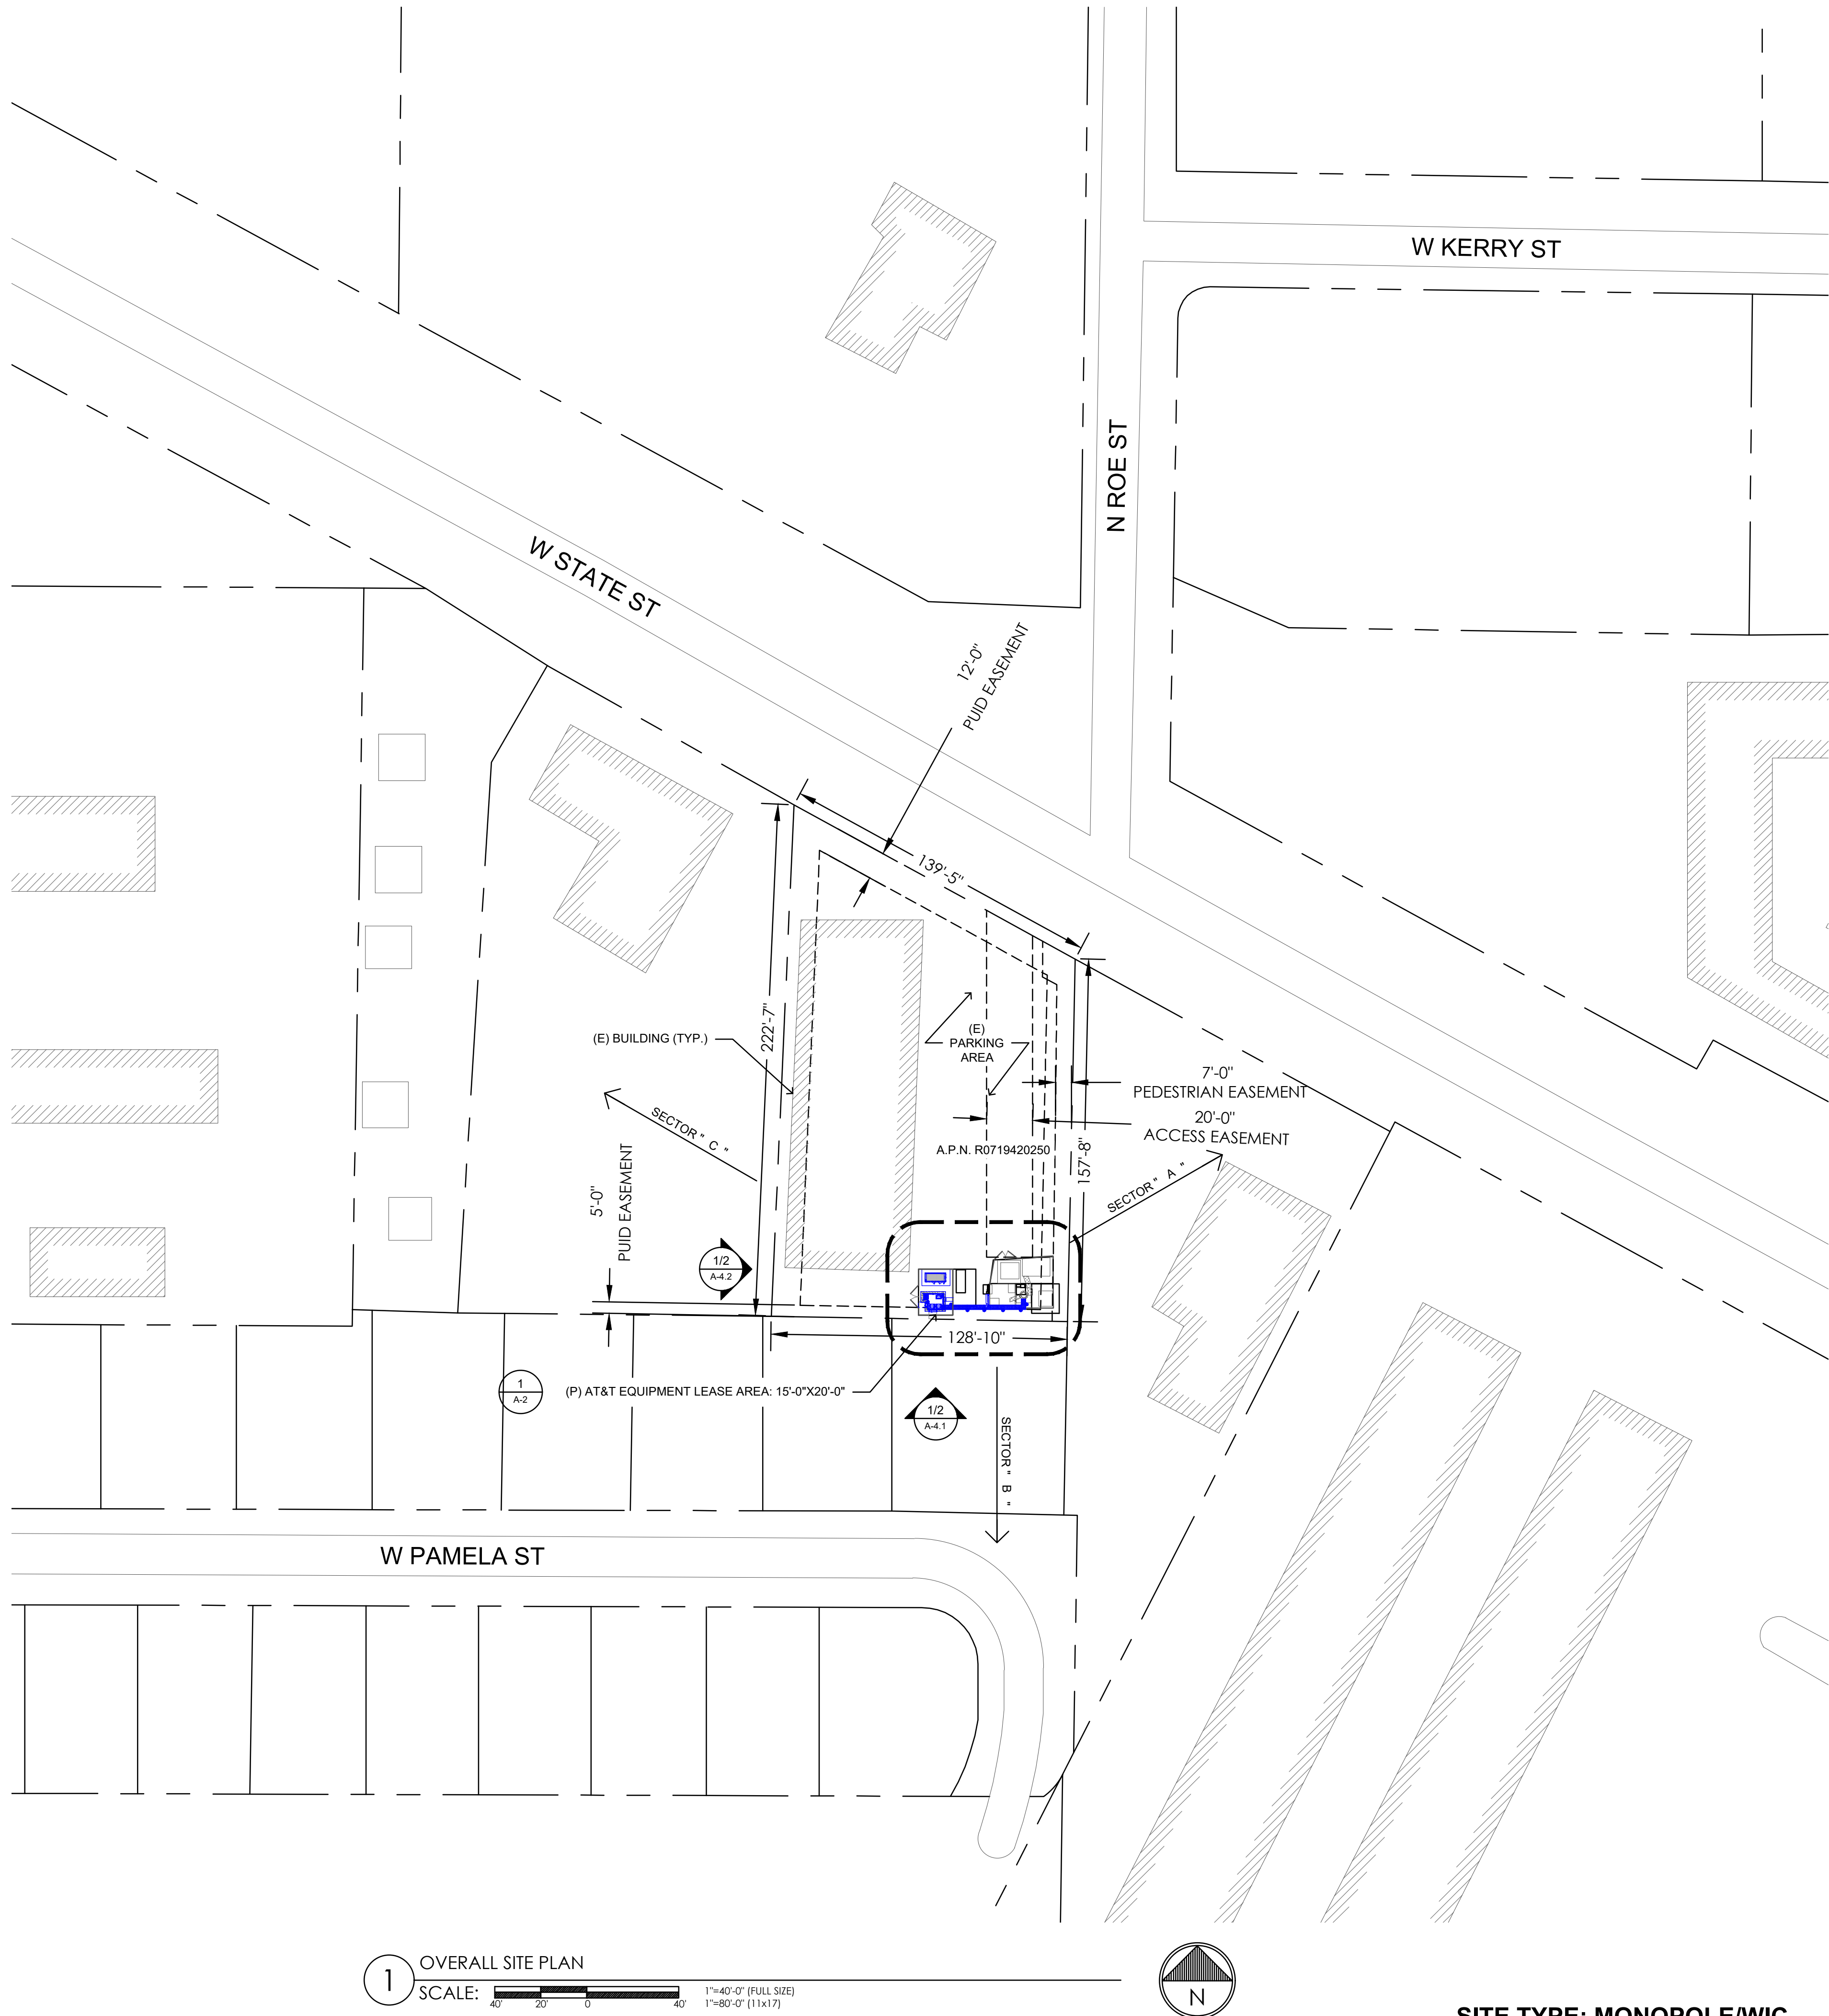 W KERRY ST
N ROE ST
W STATE ST
12'-0"
PUID EASEMENT
139'-5"
222'-7"
(E) BUILDING (TYP.)
(E)
PARKING
AREA
7'-0"
PEDESTRIAN EASEMENT
20'-0"
ACCESS EASEMENT
A.P.N. R0719420250
157'-8"
SECTOR " C "
SECTOR " A "
5'-0"
PUID EASEMENT
1/2
A-4.2
128'-10"
1
A-2
(P) AT&T EQUIPMENT LEASE AREA: 15'-0"X20'-0"
1/2
A-4.1
SECTOR " B "
W PAMELA ST
1
OVERALL SITE PLAN
SCALE:
40' 20' 0 40'
1"=40'-0" (FULL SIZE)
1"=80'-0" (11x17)
N
SITE TYPE: MONOPOLE/WIC